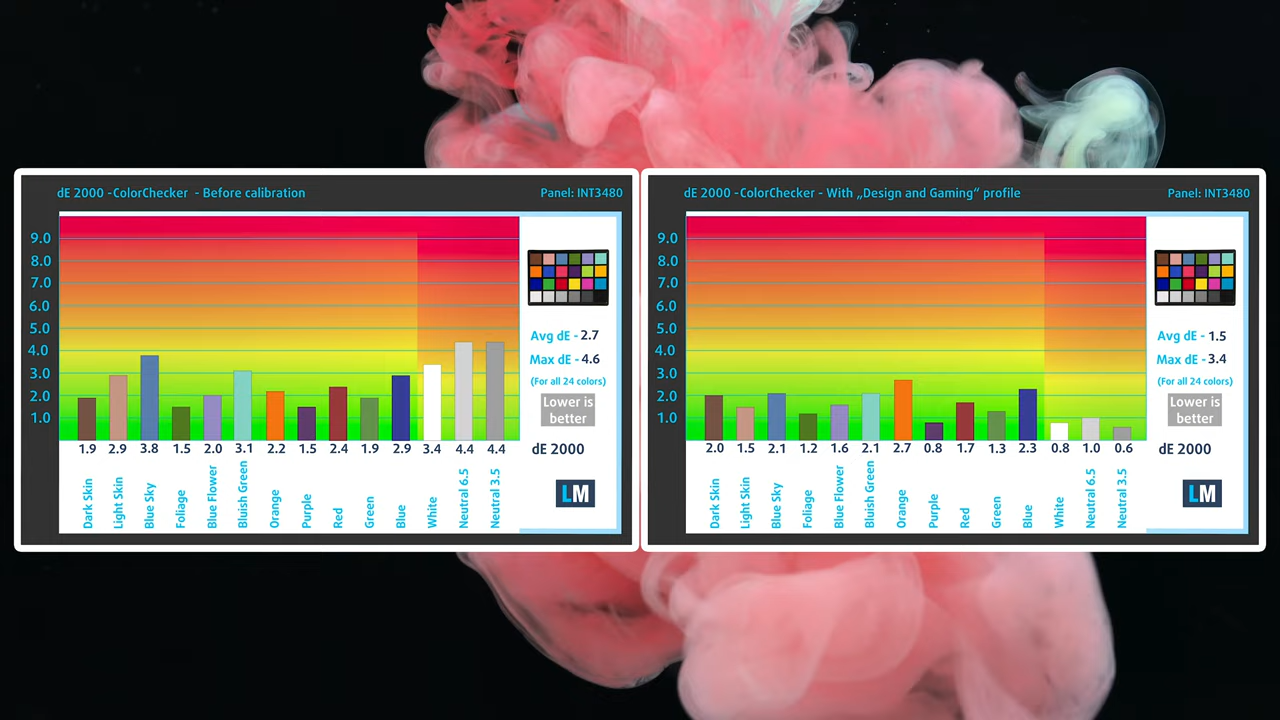 dE 2000 -ColorChecker - Before calibration
Panel: INT3480
9.0
8.0
7.0
6.0
5.0
4.0
3.0
2.0
1.0
Avg dE - 2.7
Max dE - 4.6
(For all 24 colors)
Lower is
better
1.9 2.9 3.8 1.5 2.0 3.1 2.2 1.5 2.4 1.9 2.9 3.4 4.4 4.4
dE 2000
Dark Skin
Light Skin
Blue Sky
Foliage
Blue Flower
Bluish Green
Orange
Purple
Red
Green
Blue
White
Neutral 6.5
Neutral 3.5
LM
dE 2000 -ColorChecker - With „Design and Gaming“ profile
Panel: INT3480
9.0
8.0
7.0
6.0
5.0
4.0
3.0
2.0
1.0
Avg dE - 1.5
Max dE - 3.4
(For all 24 colors)
Lower is
better
2.0 1.5 2.1 1.2 1.6 2.1 2.7 0.8 1.7 1.3 2.3 0.8 1.0 0.6
dE 2000
Dark Skin
Light Skin
Blue Sky
Foliage
Blue Flower
Bluish Green
Orange
Purple
Red
Green
Blue
White
Neutral 6.5
Neutral 3.5
LM